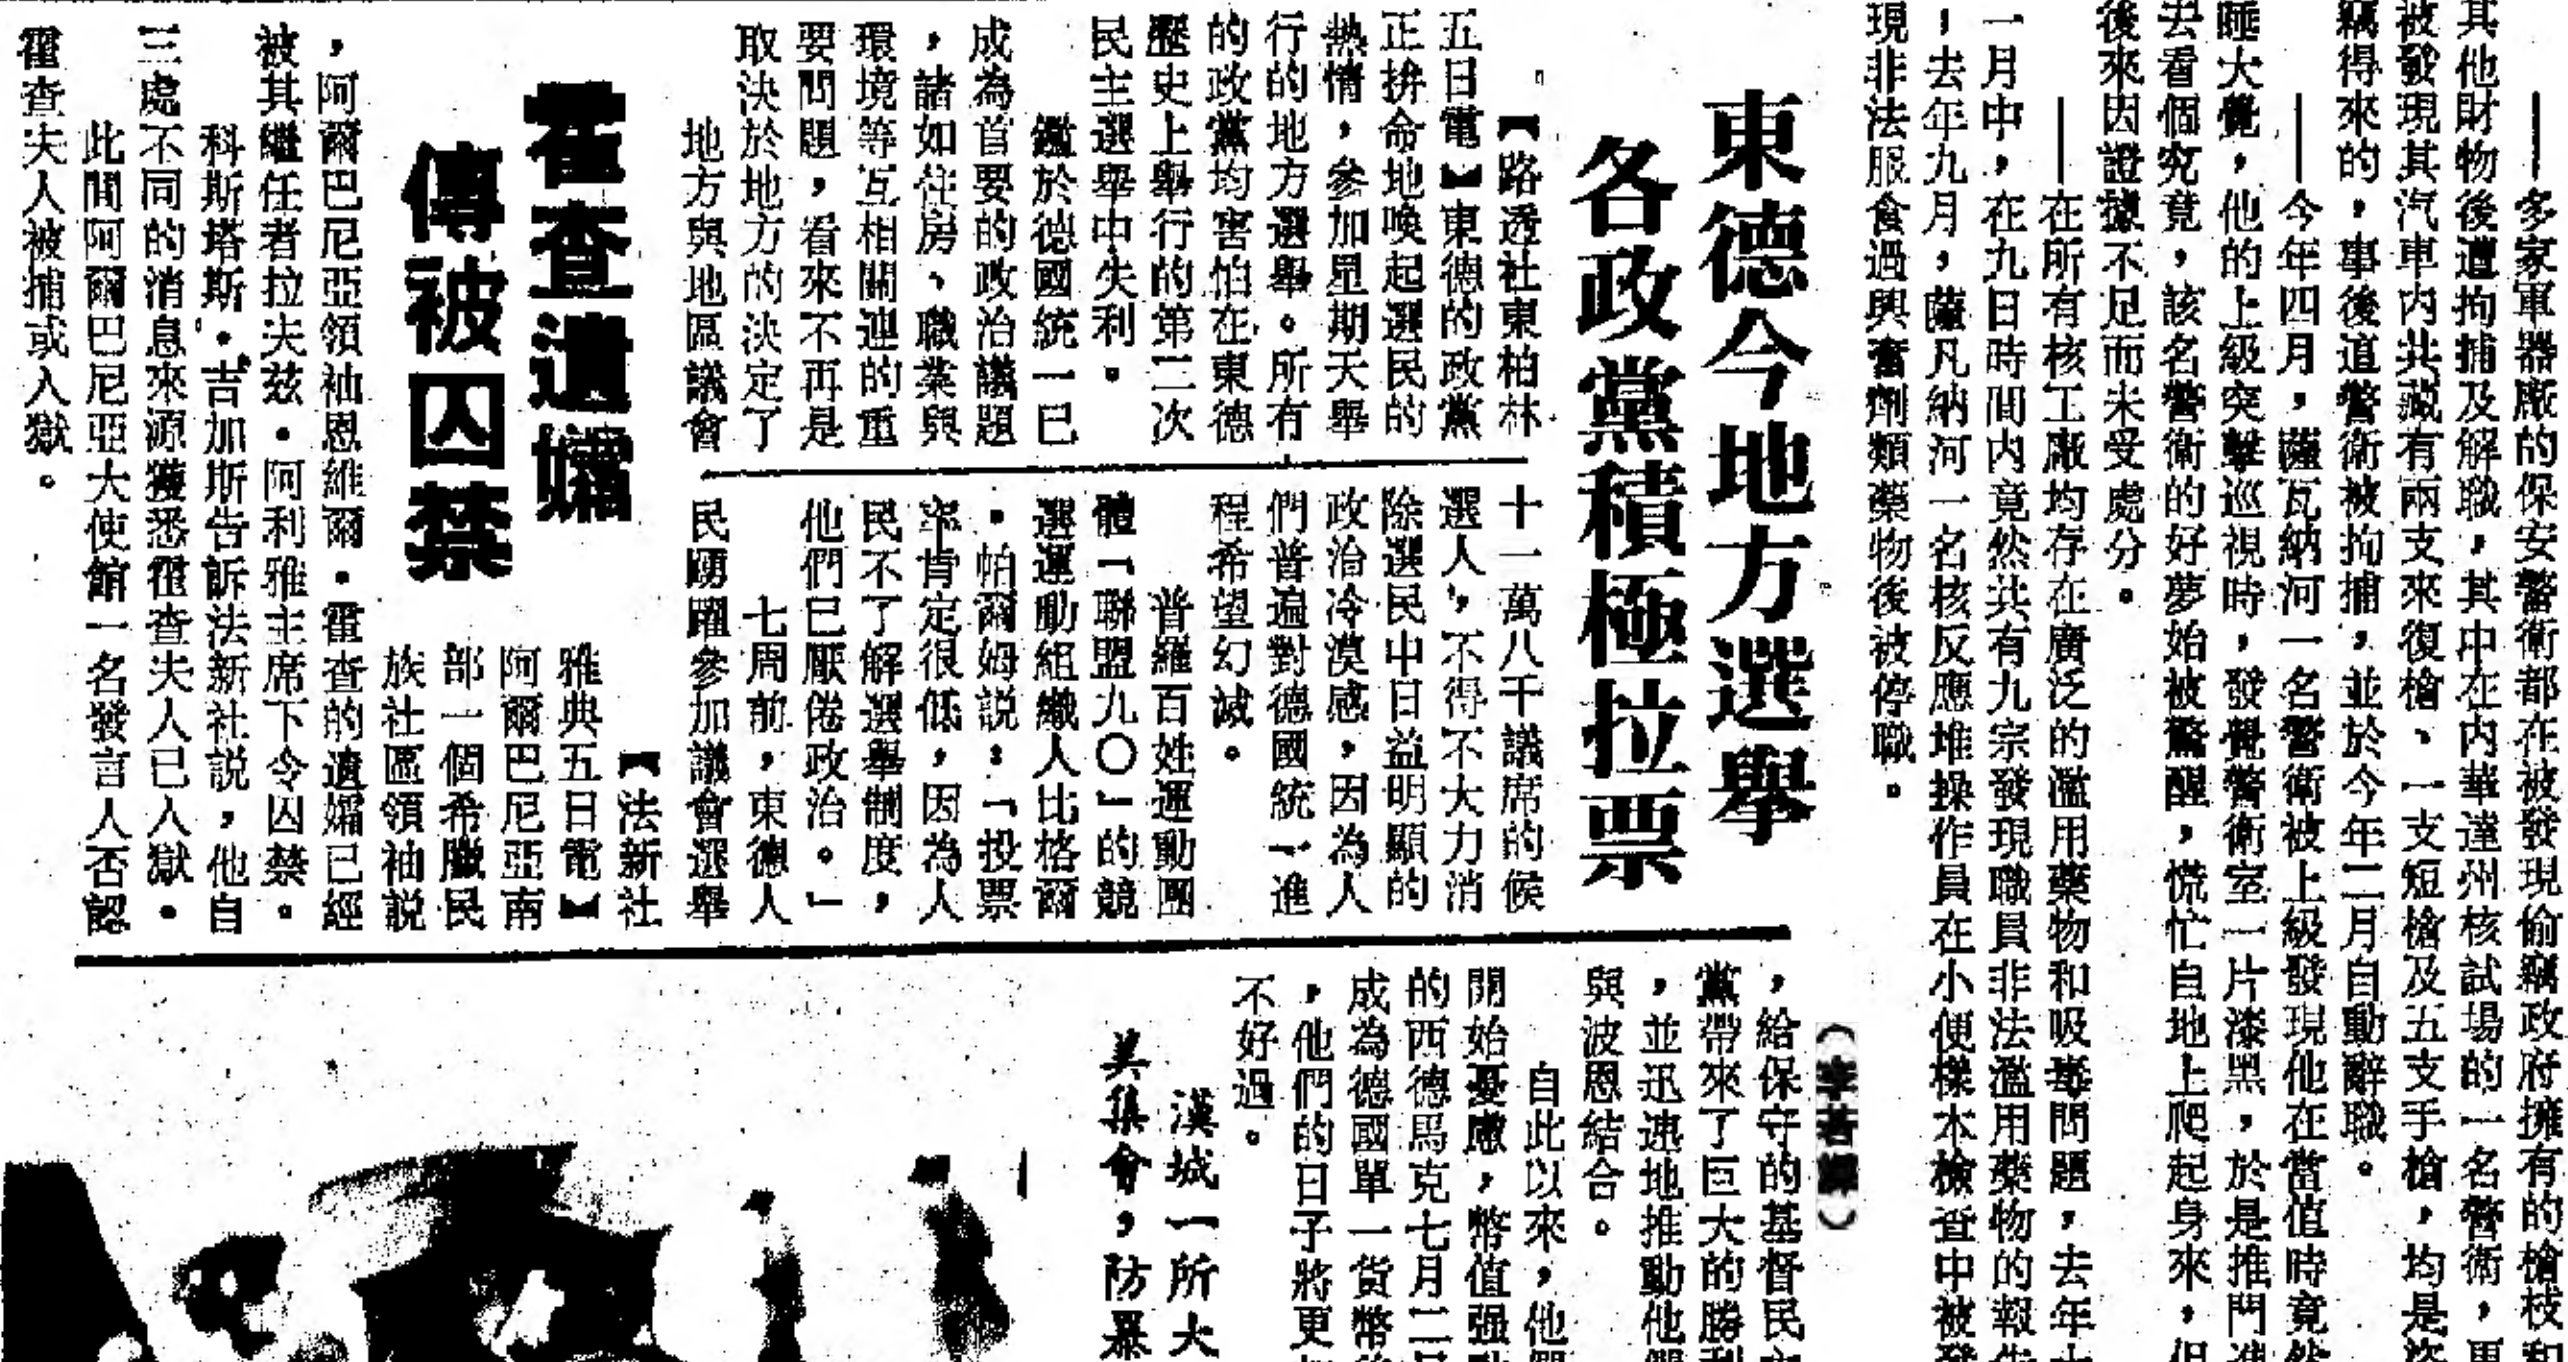 ——多家軍器廠的保安警衛都在被發現偷竊政府擁有的槍枝和
其他財物後遭拘捕及解職，其中在内華達州核試場的一名警衛，更
被發現其汽車内共藏有兩支來復槍、一支短槍及五支手槍，均是盜
竊得來的，事後這警衛被拘捕，並於今年二月自動辭職。
——今年四月，薩瓦納河一名警衛被上級發現他在當值時竟然
睡大覺，他的上級突擊巡視時，發覺警衛室一片漆黑，於是推門進
去看個究竟，該名警衛的好夢始被驚醒，慌忙自地上爬起身來，但
後來因證據不足而未受處分。
——在所有核工廠均存在廣泛的濫用藥物和吸毒問題，去年十
一月中，在九日時間内竟然共有九宗發現職員非法濫用藥物的報告
，去年九月，薩凡納河一名核反應堆操作員在小便樣本檢查中被發
現非法服食過興奮劑類藥物後被停職。
東德今地方選舉
各政黨積極拉票
【路透社東柏林
五日電】東德的政黨
正拚命地喚起選民的
熱情，參加星期天舉
行的地方選舉。所有
的政黨均害怕在東德
歷史上舉行的第二次
民主選舉中失利。
鑑於德國統一已
成為首要的政治議題
，諸如住房、職業與
環境等互相關連的重
要問題，看來不再是
取決於地方的決定了
地方與地區議會
十一萬八千議席的候
選人，不得不大力消
除選民中日益明顯的
政治冷漠感，因為人
們普遍對德國統一進
程希望幻滅。
普羅百姓運動團
體「聯盟九〇」的競
選運動組織人比格爾
・帕爾姆説：「投票
率肯定很低，因為人
民不了解選舉制度，
他們已厭倦政治。」
七周前，東德人
民踴躍參加議會選舉
，給保守的基督民主
黨帶來了巨大的勝利
，並迅速地推動他們
與波恩結合。
自此以來，他們
開始憂慮，幣值强勁
的西德馬克七月二日
成為德國單一貨幣後
，他們的日子將更加
不好過。
霍查遺孀
傳被囚禁
【法新社
雅典五日電】
阿爾巴尼亞南
部一個希臘民
族社區領袖説
，阿爾巴尼亞領袖恩維爾・霍查的遺孀已經
被其繼任者拉夫兹・阿利雅主席下令囚禁。
科斯塔斯・吉加斯告訴法新社説，他自
三處不同的消息來源獲悉霍查夫人已入獄。
此間阿爾巴尼亞大使館一名發言人否認
霍查夫人被捕或入獄。
漢城一所大
集會，防暴